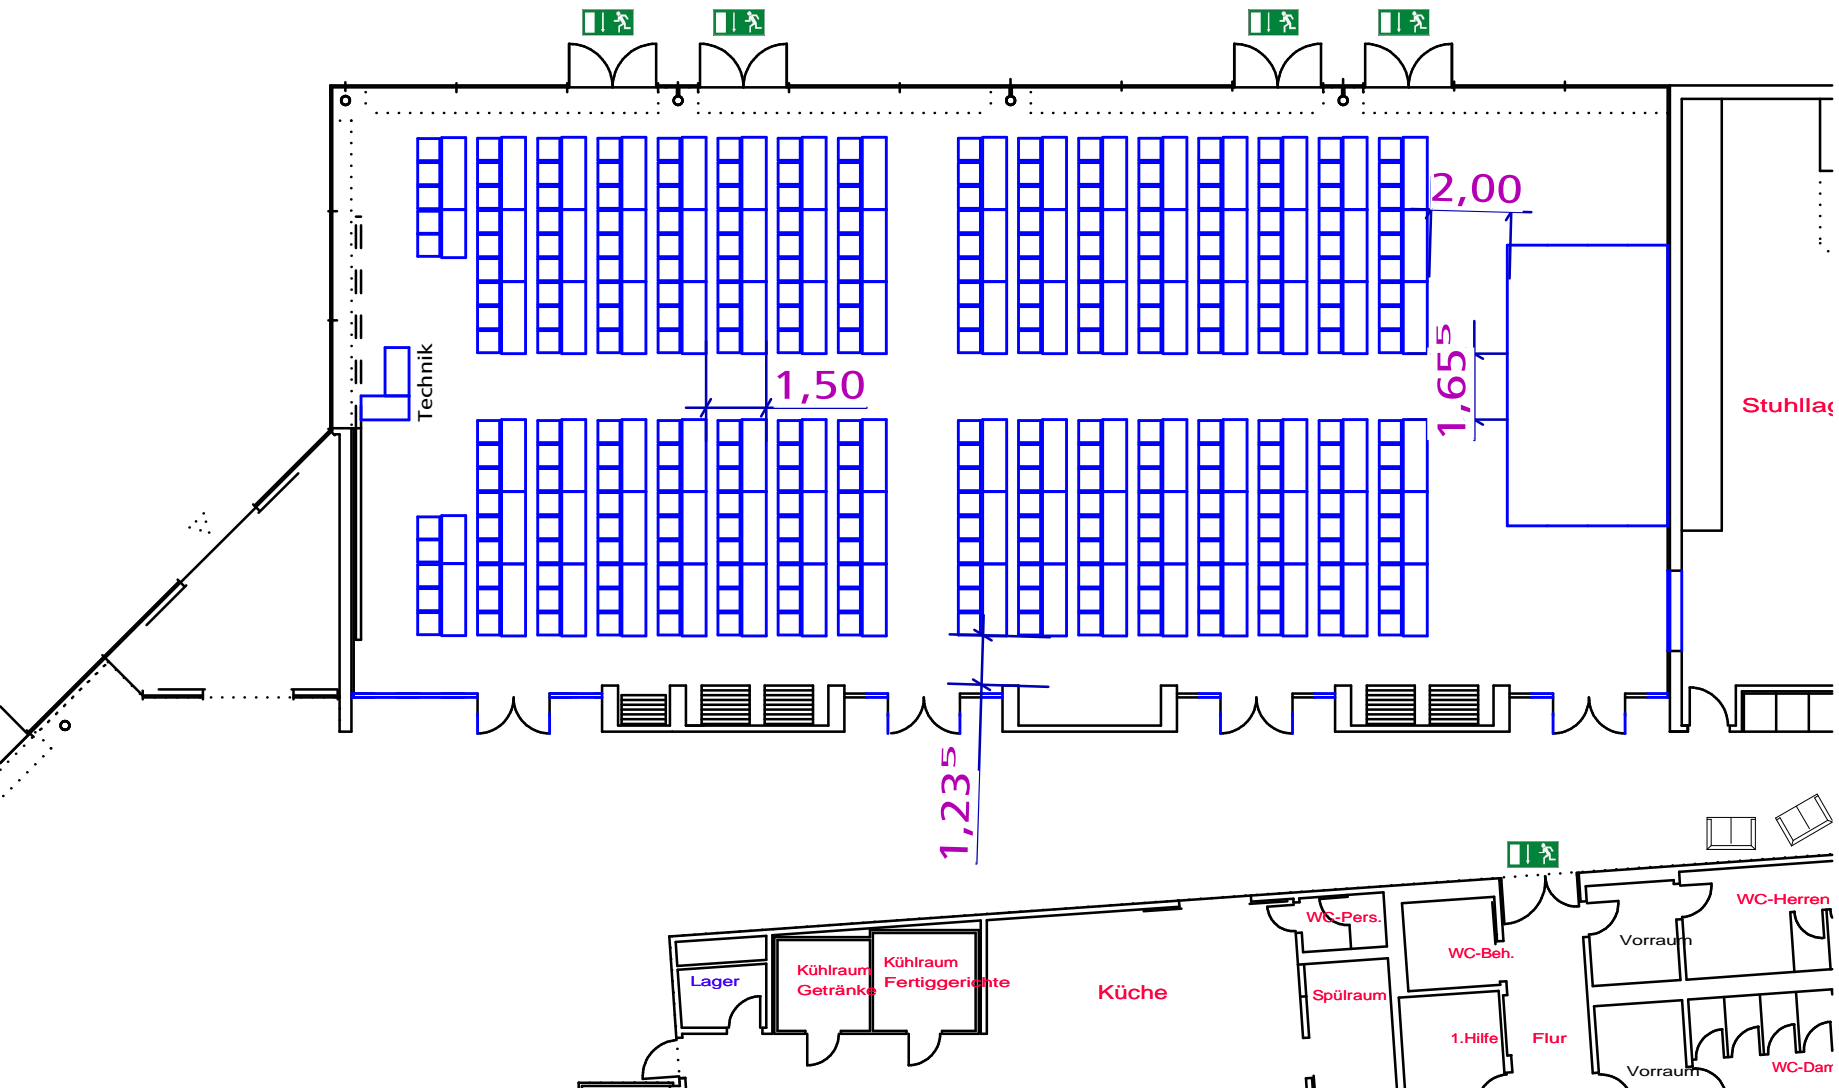 2,00
1,65⁵
1,50
Technik
Stuhllag
1,23⁵
WC-Pers.
WC-Herren
WC-Beh.
Vorraum
Lager
Kühlraum
Getränke
Kühlraum
Fertiggerichte
Küche
Spülraum
1.Hilfe
Flur
Vorraum
WC-Dam